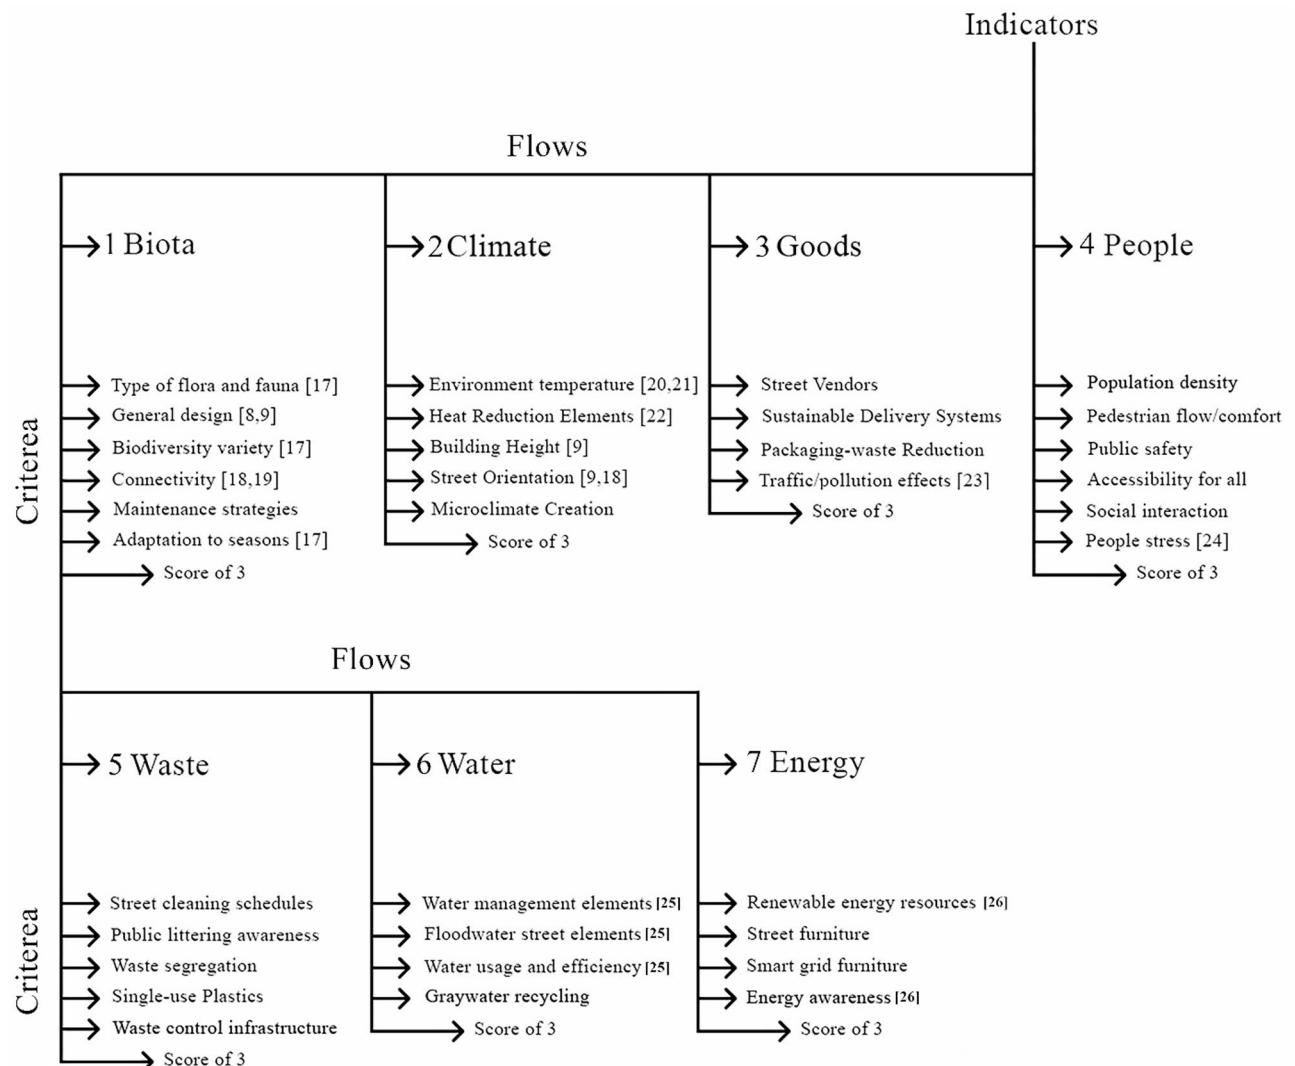 Indicators
Flows
1 Biota
2 Climate
3 Goods
4 People
Criterea
Type of flora and fauna [17]
General design [8,9]
Biodiversity variety [17]
Connectivity [18,19]
Maintenance strategies
Adaptation to seasons [17]
Score of 3
Environment temperature [20,21]
Heat Reduction Elements [22]
Building Height [9]
Street Orientation [9,18]
Microclimate Creation
Score of 3
Street Vendors
Sustainable Delivery Systems
Packaging-waste Reduction
Traffic/pollution effects [23]
Score of 3
Population density
Pedestrian flow/comfort
Public safety
Accessibility for all
Social interaction
People stress [24]
Score of 3
Flows
5 Waste
6 Water
7 Energy
Criterea
Street cleaning schedules
Public littering awareness
Waste segregation
Single-use Plastics
Waste control infrastructure
Score of 3
Water management elements [25]
Floodwater street elements [25]
Water usage and efficiency [25]
Graywater recycling
Score of 3
Renewable energy resources [26]
Street furniture
Smart grid furniture
Energy awareness [26]
Score of 3